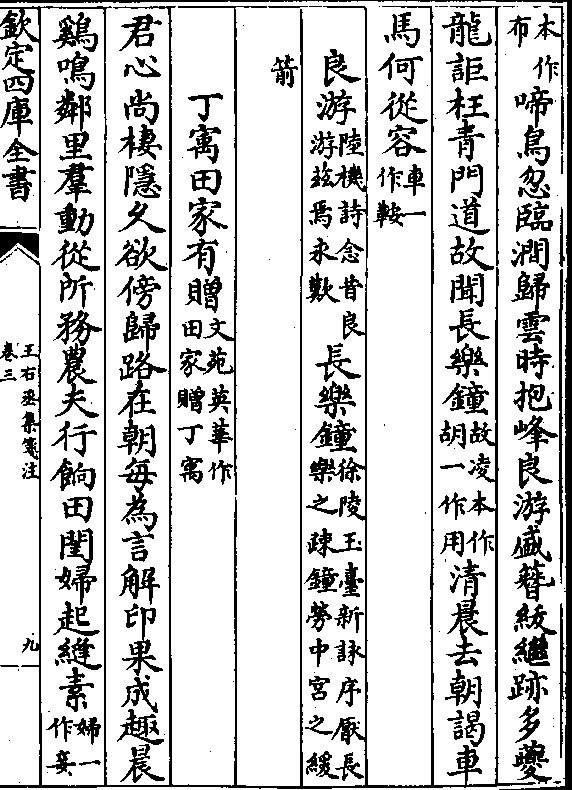 本作布啼鳥忽臨澗歸雲時抱峰良游盛簪紱繼跡多夔
龍詎枉青門道故聞長樂鐘故凌本作胡一作用清晨去朝謁車
馬何從容車一作鞍
良游陸機詩念昔良游茲焉永歎長樂鐘徐陵玉臺新詠序厭長樂之疎鐘勞中宮之緩
箭
丁寓田家有贈文苑英華作田家贈丁寓
君心尚棲隱久欲傍歸路在朝每為言解印果成趣晨
鷄鳴鄰里羣動從所務農夫行餉田閨婦起縫素婦一作妾
欽定四庫全書
王右丞集箋注
卷三
九